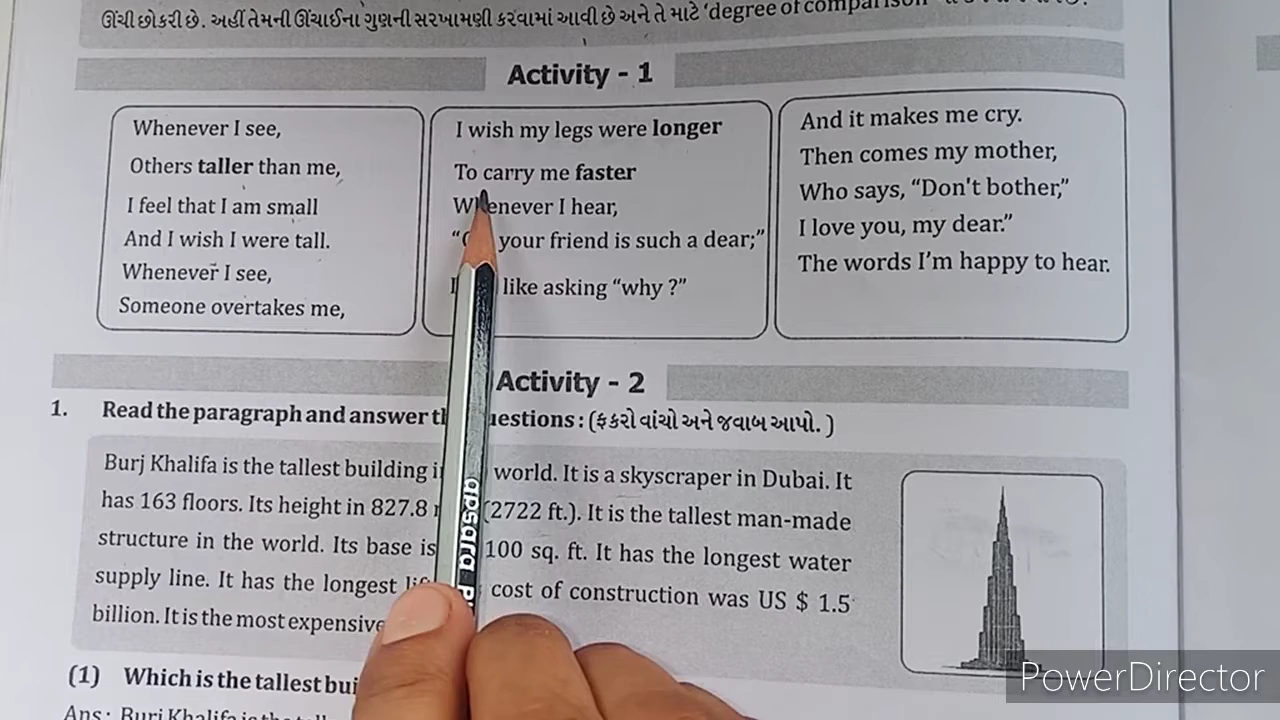 ઊંચી છોકરી છે. અહીં તેમની ઊંચાઈના ગુણની સરખામણી કરવામાં આવી છે અને તે માટે ‘degree of comparison
Activity - 1
Whenever I see,
Others taller than me,
I feel that I am small
And I wish I were tall.
Whenever I see,
Someone overtakes me,
I wish my legs were longer
To carry me faster
Whenever I hear,
your friend is such a dear;”
like asking “why ?”
And it makes me cry.
Then comes my mother,
Who says, “Don't bother,”
I love you, my dear.”
The words I’m happy to hear.
Activity - 2
1. Read the paragraph and answer the questions : (ફકરો વાંચો અને જવાબ આપો. )
Burj Khalifa is the tallest building in world. It is a skyscraper in Dubai. It
has 163 floors. Its height in 827.8 (2722 ft.). It is the tallest man-made
structure in the world. Its base is 100 sq. ft. It has the longest water
supply line. It has the longest cost of construction was US $ 1.5
billion. It is the most expensive
(1) Which is the tallest
Ans : Burj Khalifa is the
apsara
PowerDirector